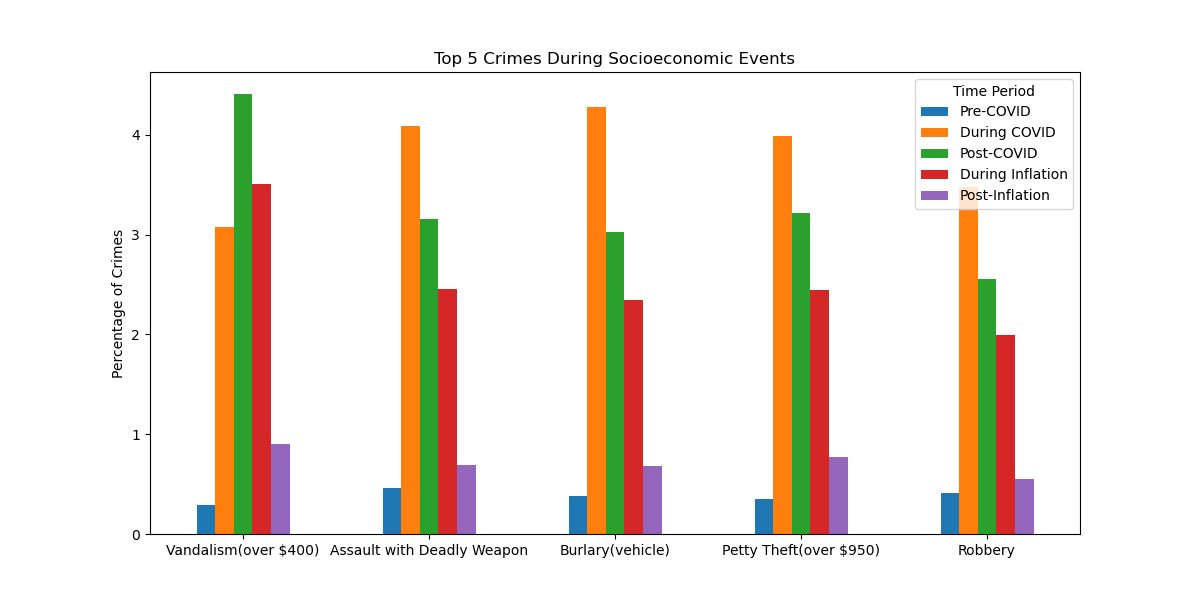 Top 5 Crimes During Socioeconomic Events
Time Period
Pre-COVID
During COVID
Post-COVID
During Inflation
Post-Inflation
Percentage of Crimes
4
3
2
1
0
Vandalism(over $400) Assault with Deadly Weapon Burlary(vehicle) Petty Theft(over $950) Robbery